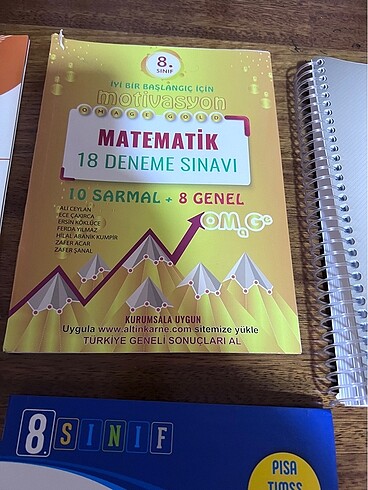 8.
SINIF
İYİ BİR BAŞLANGIÇ İÇİN
motivasyon
OMAGE GOLD
MATEMATİK
18 DENEME SINAVI
10 SARMAL + 8 GENEL
ALİ CEYLAN
ECE ÇAKIRCA
ERSİN KÖKLÜCE
FERDA YILMAZ
HİLAL ABANİK KUMPİR
ZAFER ACAR
ZAFER ŞANAL
OMAGE
KURUMSALA UYGUN
Uygula www.altinkarne.com sitemize yükle
TÜRKİYE GENELİ SONUÇLARI AL
8. SINIF
PISA
TIMSS